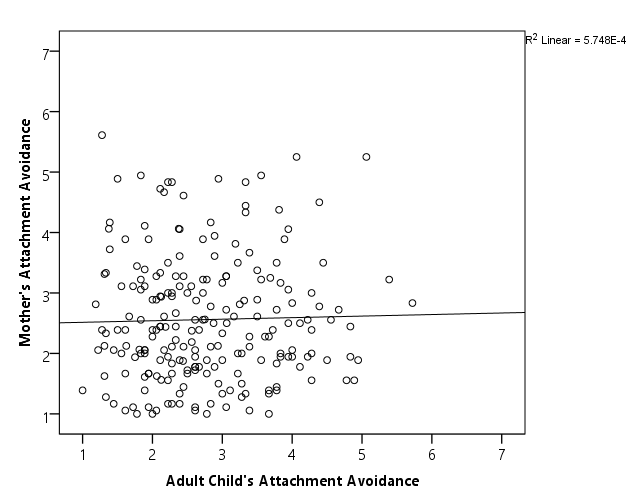 R² Linear = 5.748E-4
7
6
5
4
3
2
1
Mother's Attachment Avoidance
1 2 3 4 5 6 7
Adult Child's Attachment Avoidance